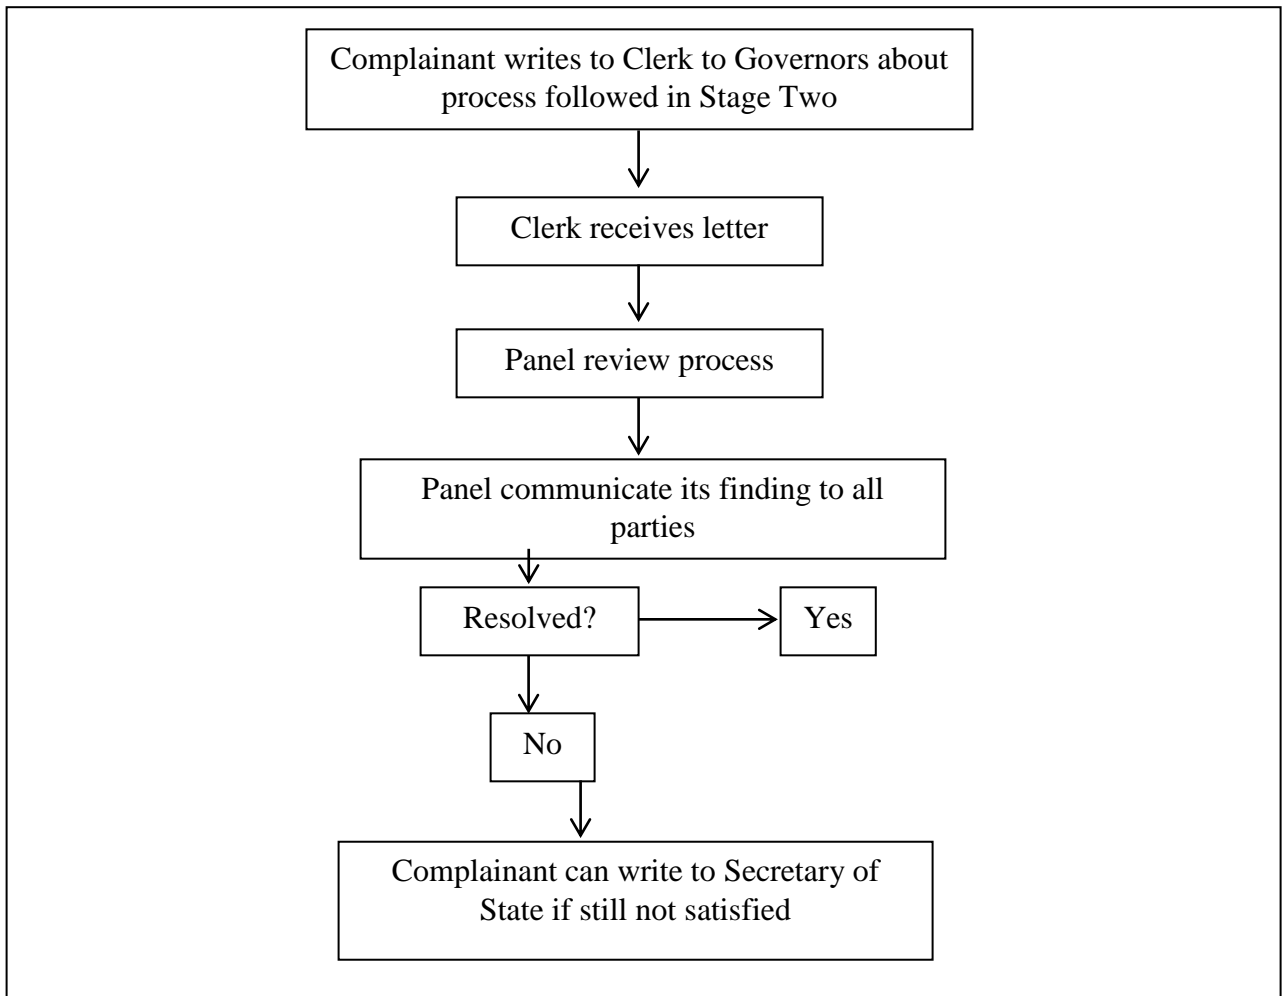 Complainant writes to Clerk to Governors about
process followed in Stage Two
Clerk receives letter
Panel review process
Panel communicate its finding to all
parties
Resolved?
Yes
No
Complainant can write to Secretary of
State if still not satisfied